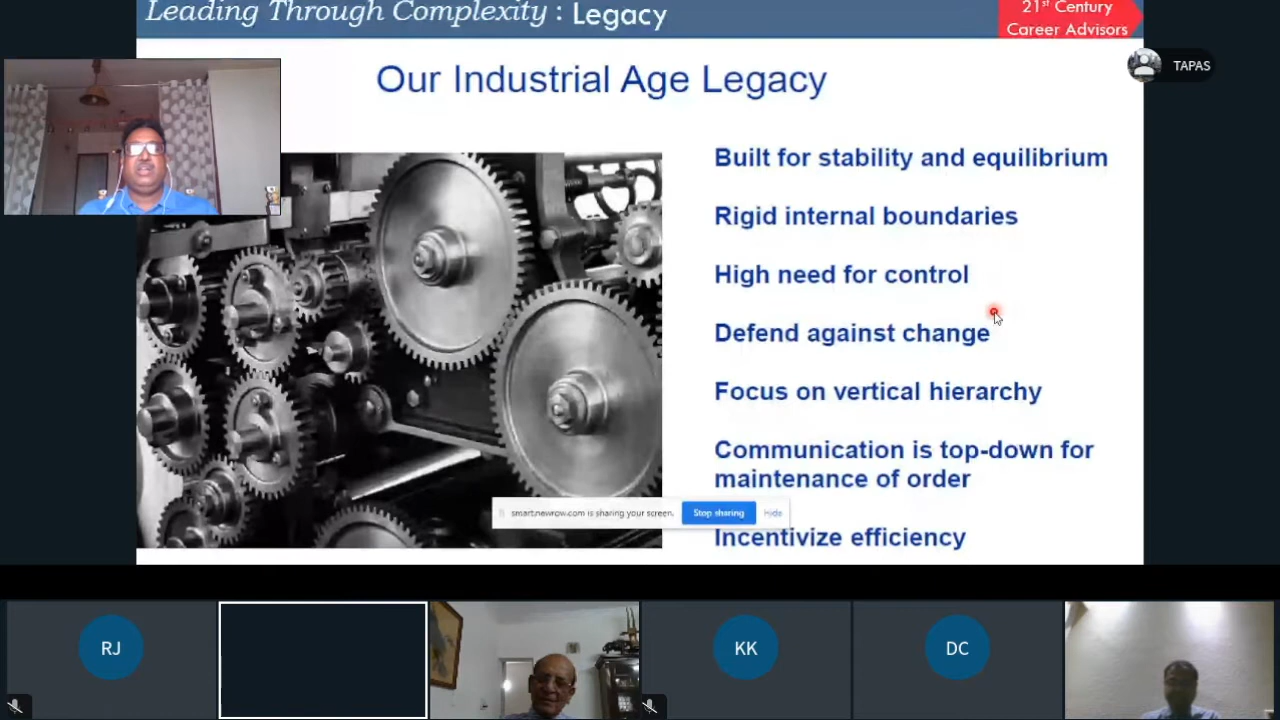 Leading Through Complexity : Legacy
21st Century
Career Advisors
TAPAS
Our Industrial Age Legacy
Built for stability and equilibrium
Rigid internal boundaries
High need for control
Defend against change
Focus on vertical hierarchy
Communication is top-down for
maintenance of order
Incentivize efficiency
smart.newrow.com is sharing your screen.
Stop sharing
Hide
RJ
KK
DC